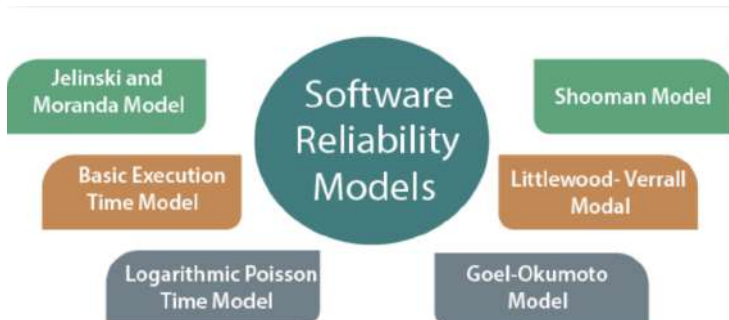 Software
Reliability
Models
Jelinski and
Moranda Model
Basic Execution
Time Model
Logarithmic Poisson
Time Model
Shooman Model
Littlewood- Verrall
Modal
Goel-Okumoto
Model